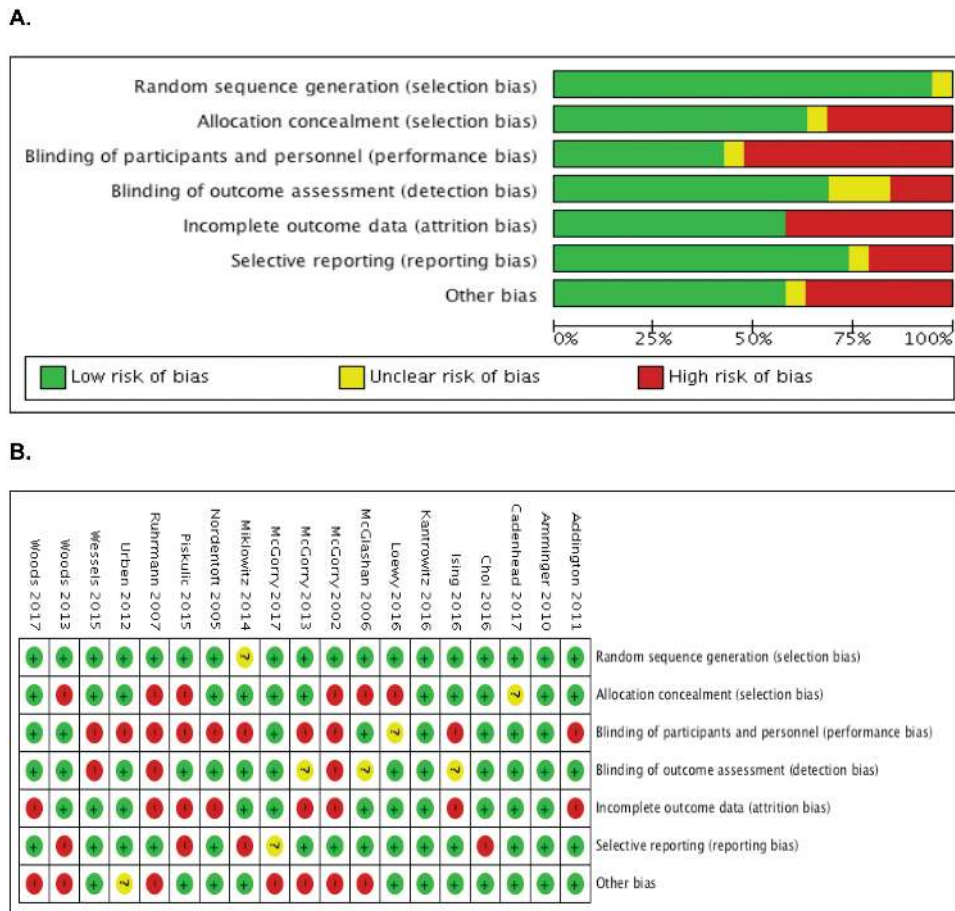 A.
Random sequence generation (selection bias)
Allocation concealment (selection bias)
Blinding of participants and personnel (performance bias)
Blinding of outcome assessment (detection bias)
Incomplete outcome data (attrition bias)
Selective reporting (reporting bias)
Other bias
0% 25% 50% 75% 100%
Low risk of bias Unclear risk of bias High risk of bias
B.
Woods 2017
Woods 2013
Wessels 2015
Urben 2012
Ruhrmann 2007
Piskulic 2015
Nordentoft 2005
Miklowitz 2014
McGorry 2017
McGorry 2013
McGorry 2002
McGlashan 2006
Loewy 2016
Kantrowitz 2016
Ising 2016
Choi 2016
Cadenhead 2017
Amminger 2010
Addington 2011
+ + + + + + + ? + + + + + + + + + + + Random sequence generation (selection bias)
+ - + + - - + + + + - - - + + + ? + + Allocation concealment (selection bias)
+ + - - - - - - + - - + ? + - + + + - Blinding of participants and personnel (performance bias)
+ + - + - + + + + ? - ? + + ? + + + + Blinding of outcome assessment (detection bias)
- + + + - - - + + - - + + + - + + + - Incomplete outcome data (attrition bias)
+ - + + + - + - ? + + + + + + - + + + Selective reporting (reporting bias)
- - + ? - + + + - - - - + + + + + + + Other bias